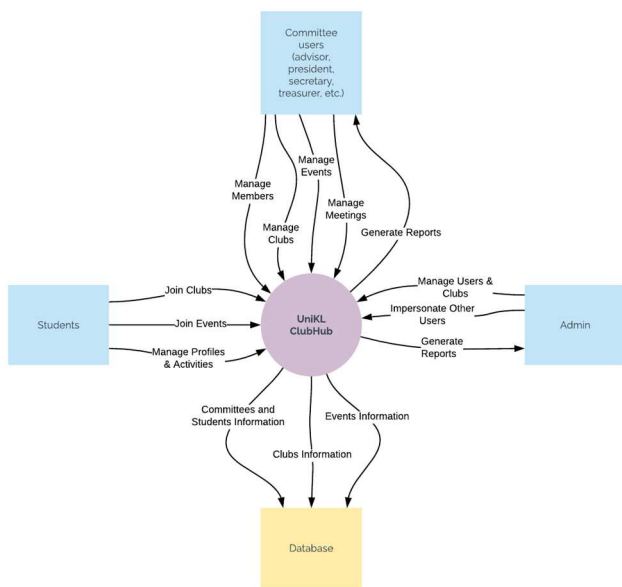 Committee
users
(advisor,
president,
secretary,
treasurer, etc.)
Manage
Events
Manage
Members
Manage
Meetings
Manage
Clubs
Generate Reports
Students
Join Clubs
Join Events
Manage Profiles
& Activities
UniKL
ClubHub
Manage Users &
Clubs
Impersonate Other
Users
Generate
Reports
Admin
Committees and
Students Information
Events Information
Clubs Information
Database